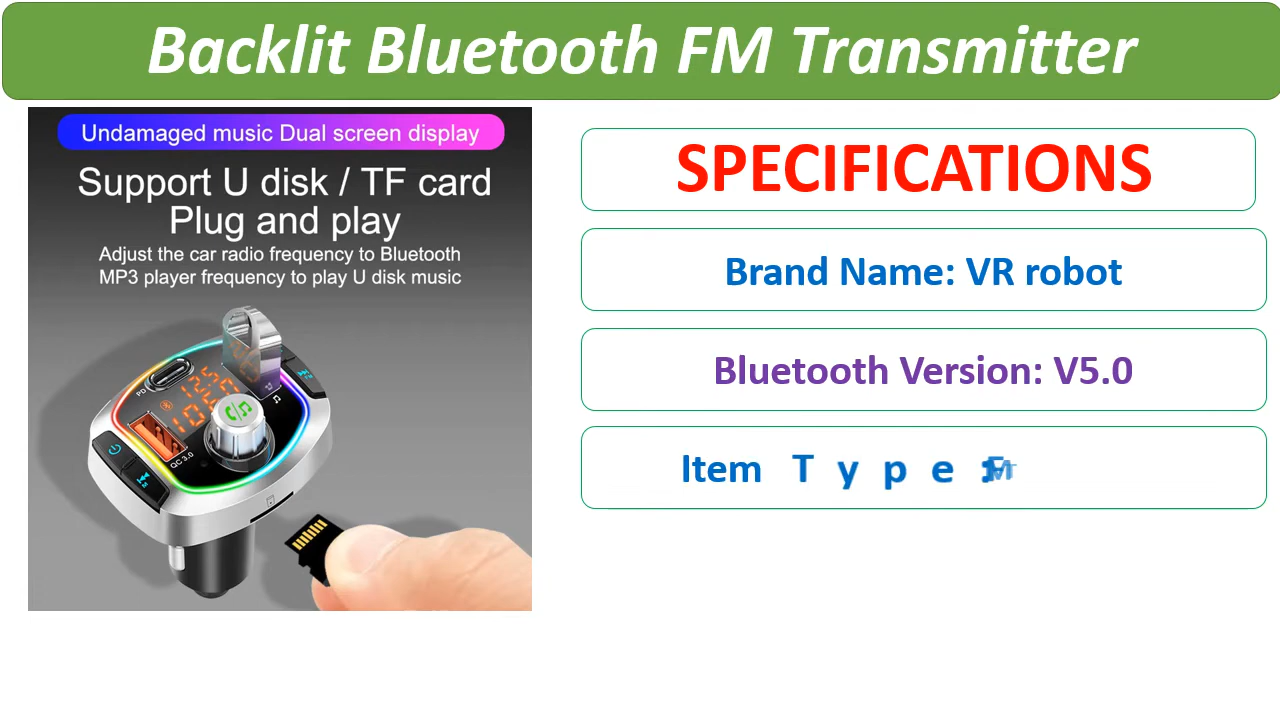 Backlit Bluetooth FM Transmitter
Undamaged music Dual screen display
Support U disk / TF card
Plug and play
Adjust the car radio frequency to Bluetooth
MP3 player frequency to play U disk music
PD
QC 3.0
SPECIFICATIONS
Brand Name: VR robot
Bluetooth Version: V5.0
Item Type: